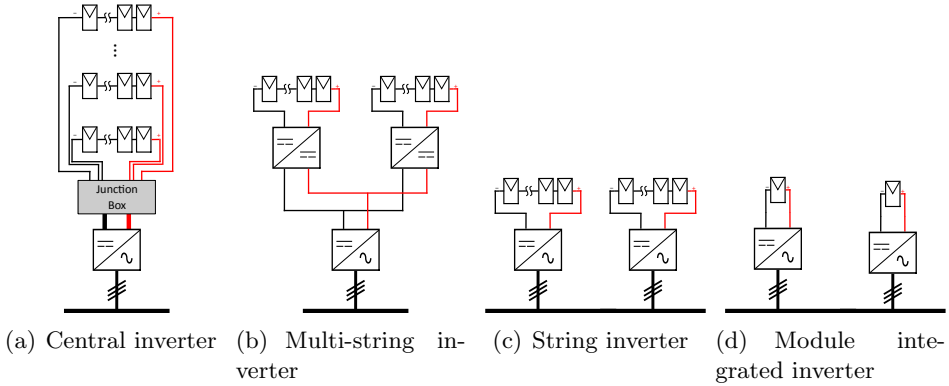 Junction
Box
(a) Central inverter
(b) Multi-string in-
verter
(c) String inverter
(d) Module inte-
grated inverter